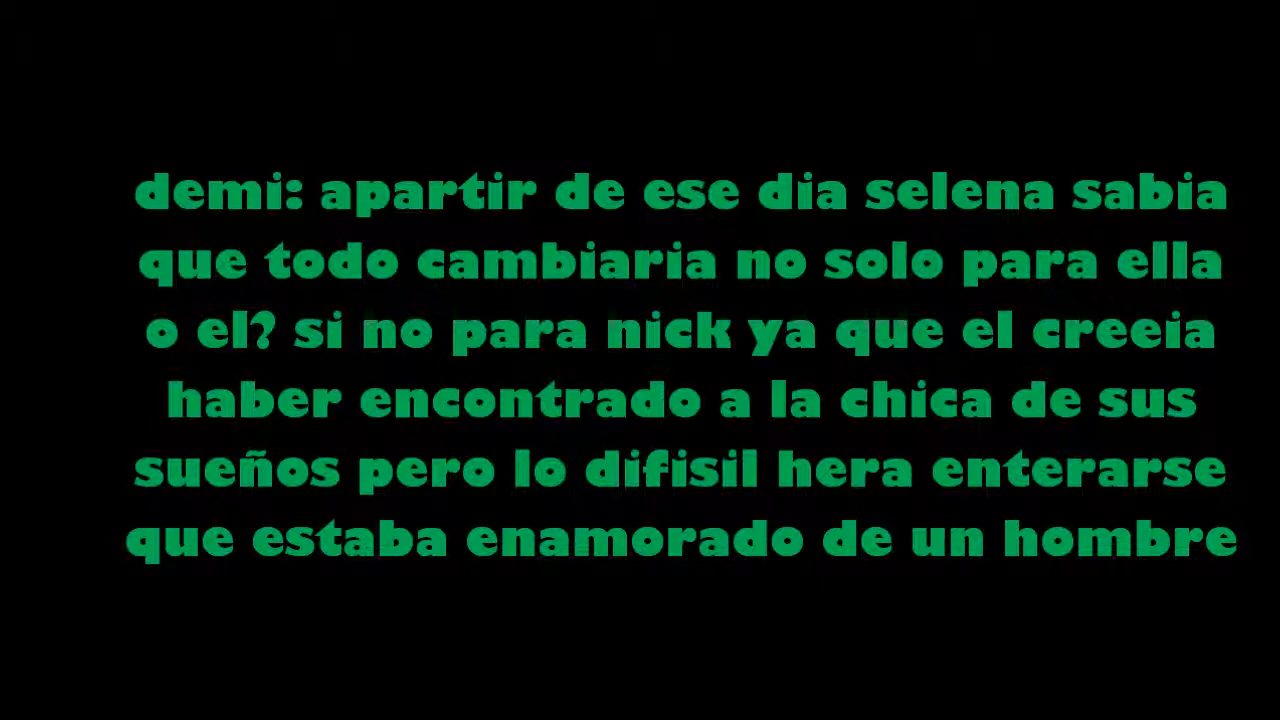 demi: apartir de ese dia selena sabia
que todo cambiaria no solo para ella
o el? si no para nick ya que el creeia
haber encontrado a la chica de sus
sueños pero lo difisil hera enterarse
que estaba enamorado de un hombre